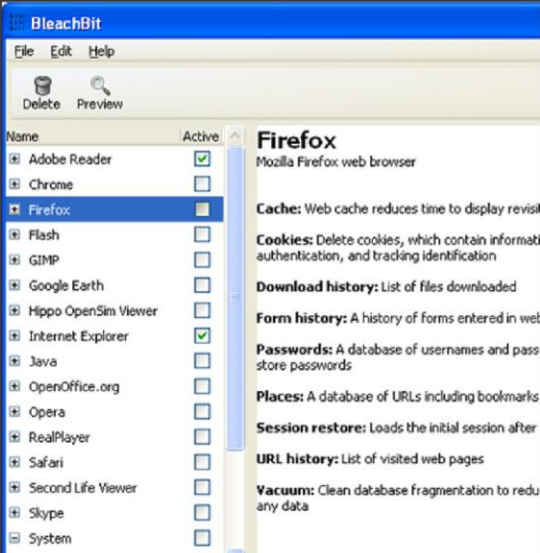 BleachBit
File Edit Help
Delete Preview
Name Active
Adobe Reader
Chrome
Firefox
Flash
GIMP
Google Earth
Hippo OpenSim Viewer
Internet Explorer
Java
OpenOffice.org
Opera
RealPlayer
Safari
Second Life Viewer
Skype
System
Firefox
Mozilla Firefox web browser
Cache: Web cache reduces time to display revisit
Cookies: Delete cookies, which contain informati
authentication, and tracking identification
Download history: List of files downloaded
Form history: A history of forms entered in web
Passwords: A database of usernames and pass
store passwords
Places: A database of URLs including bookmarks
Session restore: Loads the initial session after
URL history: List of visited web pages
Vacuum: Clean database fragmentation to redu
any data